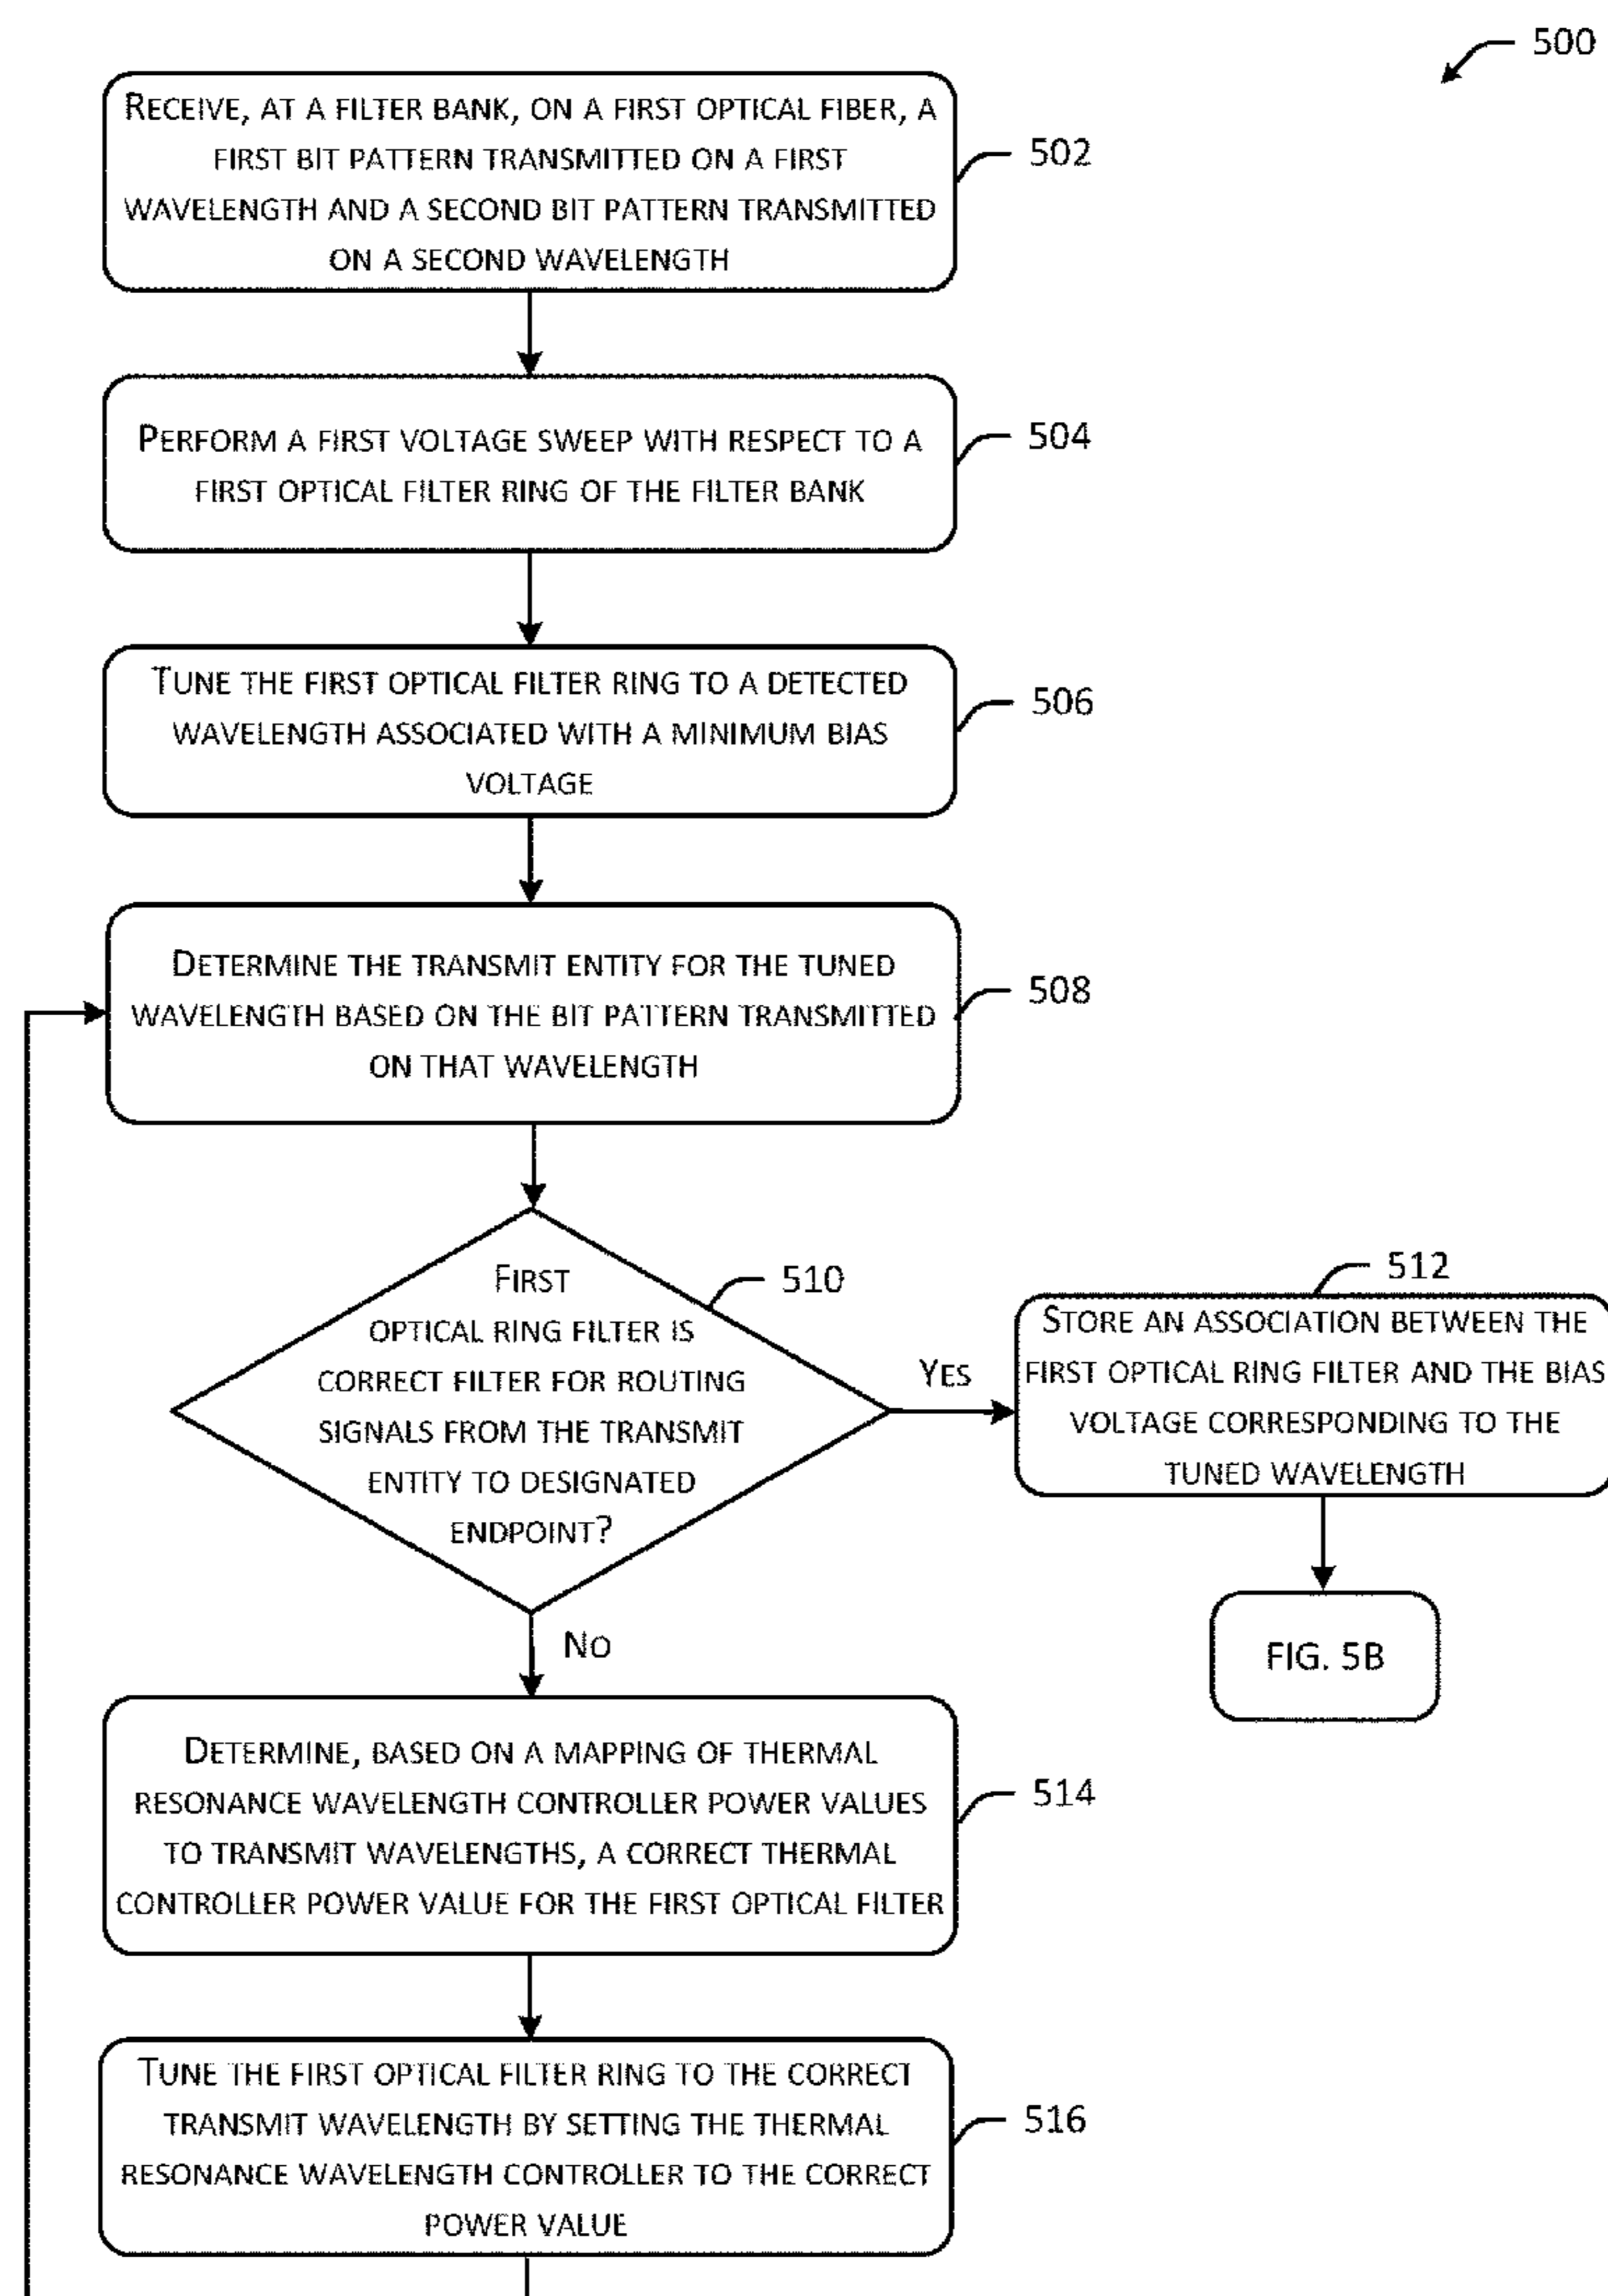 500
RECEIVE, AT A FILTER BANK, ON A FIRST OPTICAL FIBER, A
FIRST BIT PATTERN TRANSMITTED ON A FIRST
WAVELENGTH AND A SECOND BIT PATTERN TRANSMITTED
ON A SECOND WAVELENGTH
502
PERFORM A FIRST VOLTAGE SWEEP WITH RESPECT TO A
FIRST OPTICAL FILTER RING OF THE FILTER BANK
504
TUNE THE FIRST OPTICAL FILTER RING TO A DETECTED
WAVELENGTH ASSOCIATED WITH A MINIMUM BIAS
VOLTAGE
506
DETERMINE THE TRANSMIT ENTITY FOR THE TUNED
WAVELENGTH BASED ON THE BIT PATTERN TRANSMITTED
ON THAT WAVELENGTH
508
FIRST
OPTICAL RING FILTER IS
CORRECT FILTER FOR ROUTING
SIGNALS FROM THE TRANSMIT
ENTITY TO DESIGNATED
ENDPOINT?
510
YES
512
STORE AN ASSOCIATION BETWEEN THE
FIRST OPTICAL RING FILTER AND THE BIAS
VOLTAGE CORRESPONDING TO THE
TUNED WAVELENGTH
FIG. 5B
NO
DETERMINE, BASED ON A MAPPING OF THERMAL
RESONANCE WAVELENGTH CONTROLLER POWER VALUES
TO TRANSMIT WAVELENGTHS, A CORRECT THERMAL
CONTROLLER POWER VALUE FOR THE FIRST OPTICAL FILTER
514
TUNE THE FIRST OPTICAL FILTER RING TO THE CORRECT
TRANSMIT WAVELENGTH BY SETTING THE THERMAL
RESONANCE WAVELENGTH CONTROLLER TO THE CORRECT
POWER VALUE
516